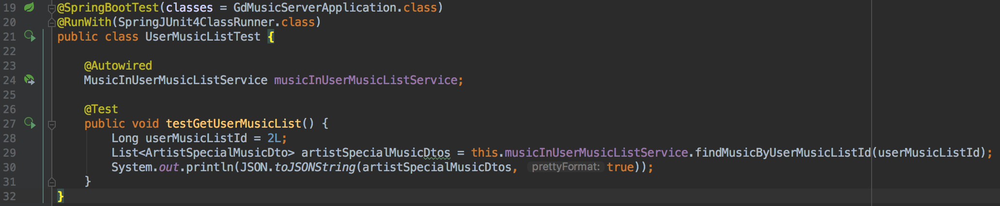 19 @SpringBootTest(classes = GdMusicServerApplication.class)
20 @RunWith(SpringJUnit4ClassRunner.class)
21 public class UserMusicListTest {
22
23 @Autowired
24 MusicInUserMusicListService musicInUserMusicListService;
25
26 @Test
27 public void testGetUserMusicList() {
28 Long userMusicListId = 2L;
29 List<ArtistSpecialMusicDto> artistSpecialMusicDtos = this.musicInUserMusicListService.findMusicByUserMusicListId(userMusicListId);
30 System.out.println(JSON.toJSONString(artistSpecialMusicDtos, prettyFormat: true));
31 }
32 }